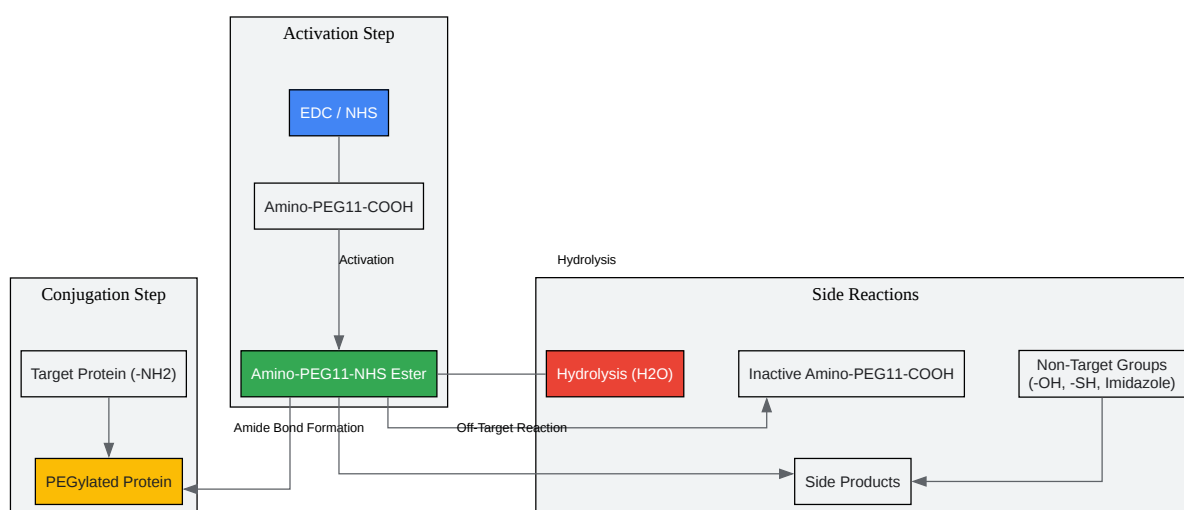 Activation Step
EDC / NHS
Amino-PEG11-COOH
Activation
Hydrolysis
Conjugation Step
Side Reactions
Target Protein (-NH2)
Amino-PEG11-NHS Ester
Hydrolysis (H2O)
Inactive Amino-PEG11-COOH
Non-Target Groups
(-OH, -SH, Imidazole)
Amide Bond Formation
Off-Target Reaction
PEGylated Protein
Side Products